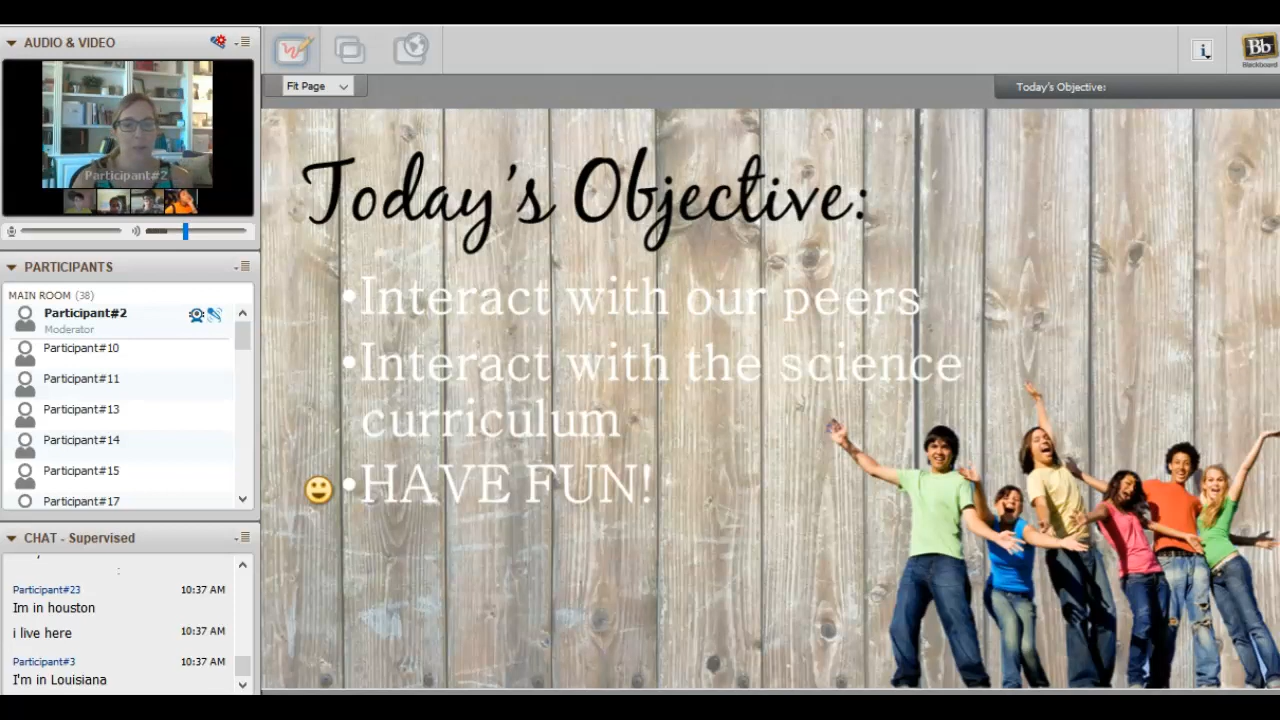 AUDIO & VIDEO
Participant#2
PARTICIPANTS
MAIN ROOM (38)
Participant#2
Moderator
Participant#10
Participant#11
Participant#13
Participant#14
Participant#15
Participant#17
CHAT - Supervised
Participant#23 10:37 AM
Im in houston
i live here 10:37 AM
Participant#3 10:37 AM
I'm in Louisiana
Fit Page
Bb
Blackboard
Today's Objective:
Today's Objective:
•Interact with our peers
•Interact with the science
curriculum
•HAVE FUN!